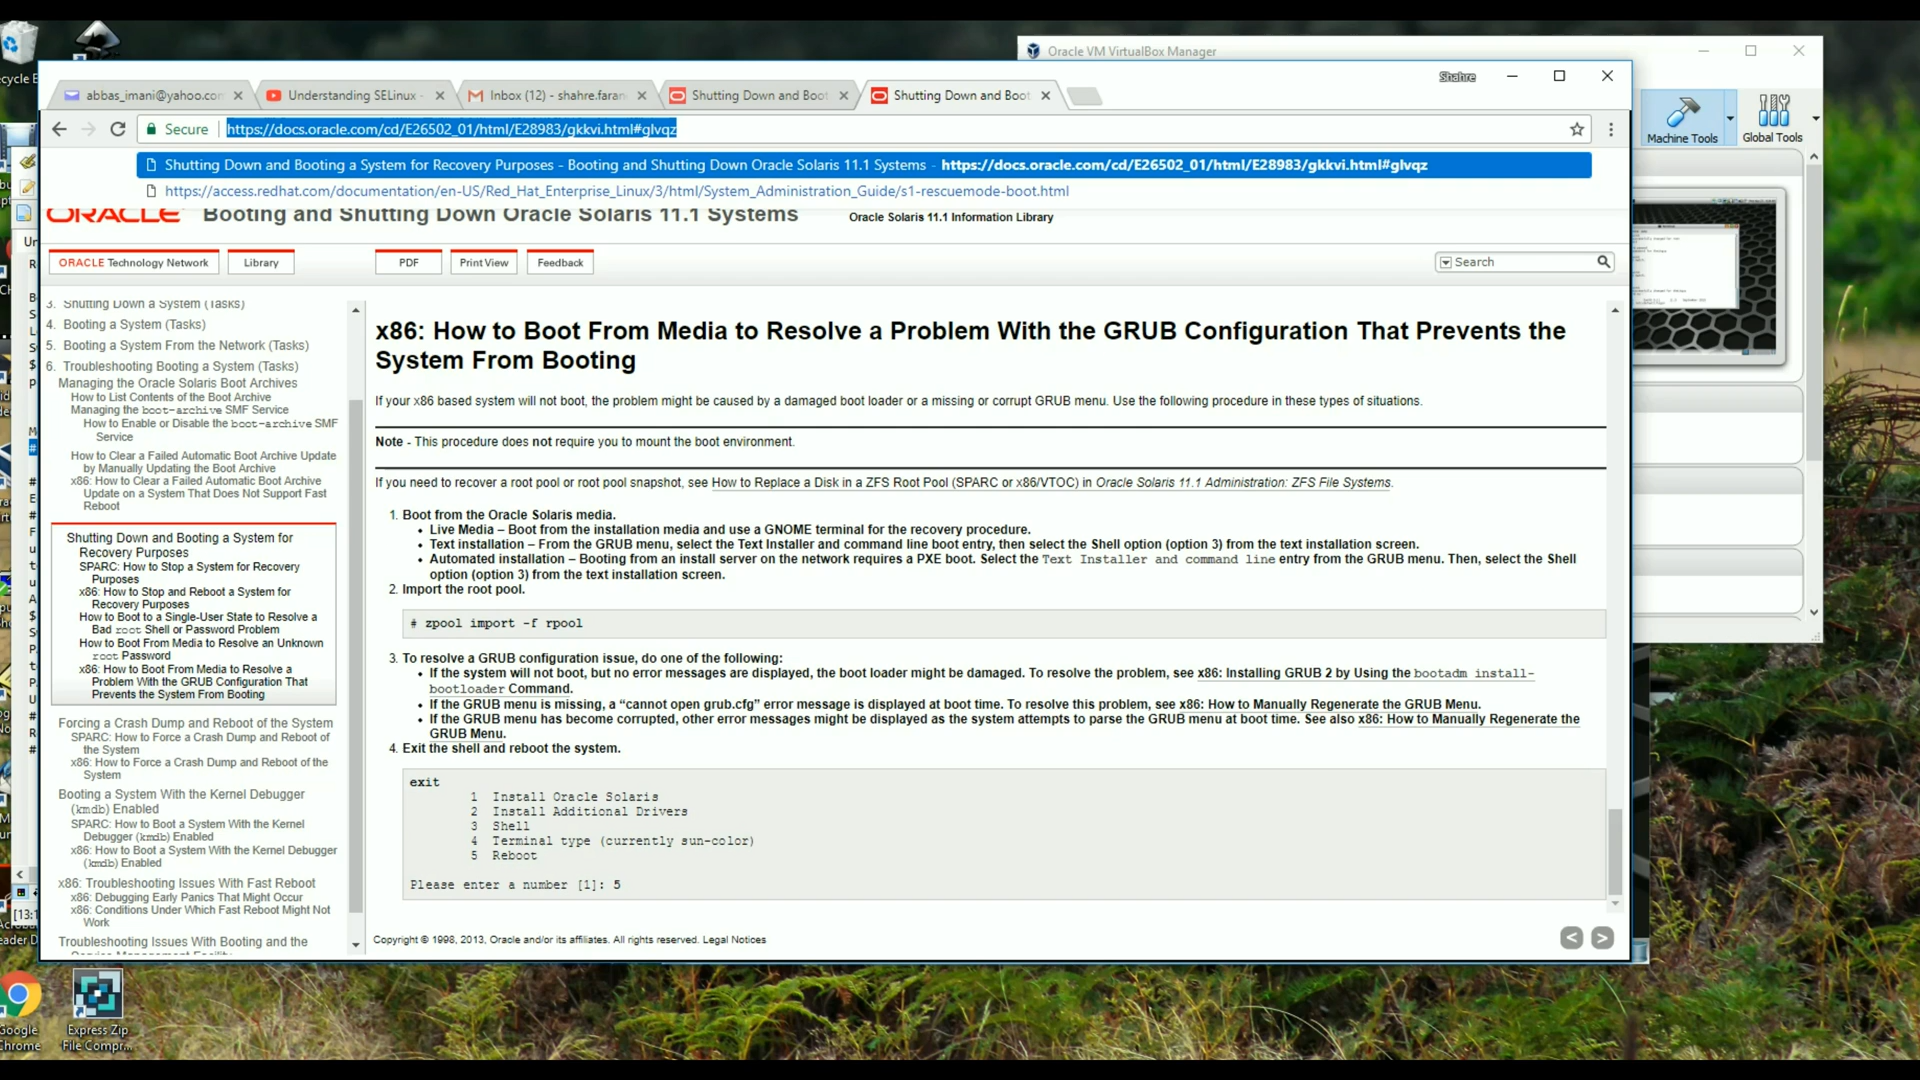 Oracle VM VirtualBox Manager
Shahre
abbas_imani@yahoo.com
Understanding SELinux -
Inbox (12) - shahre.faran
Shutting Down and Boot
Shutting Down and Boot
Secure
https://docs.oracle.com/cd/E26502_01/html/E28983/gkkvi.html#glvqz
Machine Tools
Global Tools
Shutting Down and Booting a System for Recovery Purposes - Booting and Shutting Down Oracle Solaris 11.1 Systems - https://docs.oracle.com/cd/E26502_01/html/E28983/gkkvi.html#glvqz
https://access.redhat.com/documentation/en-US/Red_Hat_Enterprise_Linux/3/html/System_Administration_Guide/s1-rescuemode-boot.html
ORACLE Booting and Shutting Down Oracle Solaris 11.1 Systems
Oracle Solaris 11.1 Information Library
ORACLE Technology Network
Library
PDF
Print View
Feedback
Search
3. Shutting Down a System (Tasks)
4. Booting a System (Tasks)
5. Booting a System From the Network (Tasks)
6. Troubleshooting Booting a System (Tasks)
Managing the Oracle Solaris Boot Archives
How to List Contents of the Boot Archive
Managing the boot-archive SMF Service
How to Enable or Disable the boot-archive SMF
Service
How to Clear a Failed Automatic Boot Archive Update
by Manually Updating the Boot Archive
x86: How to Clear a Failed Automatic Boot Archive
Update on a System That Does Not Support Fast
Reboot
Shutting Down and Booting a System for
Recovery Purposes
SPARC: How to Stop a System for Recovery
Purposes
x86: How to Stop and Reboot a System for
Recovery Purposes
How to Boot to a Single-User State to Resolve a
Bad root Shell or Password Problem
How to Boot From Media to Resolve an Unknown
root Password
x86: How to Boot From Media to Resolve a
Problem With the GRUB Configuration That
Prevents the System From Booting
Forcing a Crash Dump and Reboot of the System
SPARC: How to Force a Crash Dump and Reboot of
the System
x86: How to Force a Crash Dump and Reboot of the
System
Booting a System With the Kernel Debugger
(kmdb) Enabled
SPARC: How to Boot a System With the Kernel
Debugger (kmdb) Enabled
x86: How to Boot a System With the Kernel Debugger
(kmdb) Enabled
x86: Troubleshooting Issues With Fast Reboot
x86: Debugging Early Panics That Might Occur
x86: Conditions Under Which Fast Reboot Might Not
Work
Troubleshooting Issues With Booting and the
x86: How to Boot From Media to Resolve a Problem With the GRUB Configuration That Prevents the
System From Booting
If your x86 based system will not boot, the problem might be caused by a damaged boot loader or a missing or corrupt GRUB menu. Use the following procedure in these types of situations.
Note - This procedure does not require you to mount the boot environment.
If you need to recover a root pool or root pool snapshot, see How to Replace a Disk in a ZFS Root Pool (SPARC or x86/VTOC) in Oracle Solaris 11.1 Administration: ZFS File Systems.
1. Boot from the Oracle Solaris media.
• Live Media – Boot from the installation media and use a GNOME terminal for the recovery procedure.
• Text installation – From the GRUB menu, select the Text Installer and command line boot entry, then select the Shell option (option 3) from the text installation screen.
• Automated installation – Booting from an install server on the network requires a PXE boot. Select the Text Installer and command line entry from the GRUB menu. Then, select the Shell
option (option 3) from the text installation screen.
2. Import the root pool.
# zpool import -f rpool
3. To resolve a GRUB configuration issue, do one of the following:
• If the system will not boot, but no error messages are displayed, the boot loader might be damaged. To resolve the problem, see x86: Installing GRUB 2 by Using the bootadm install-
bootloader Command.
• If the GRUB menu is missing, a “cannot open grub.cfg” error message is displayed at boot time. To resolve this problem, see x86: How to Manually Regenerate the GRUB Menu.
• If the GRUB menu has become corrupted, other error messages might be displayed as the system attempts to parse the GRUB menu at boot time. See also x86: How to Manually Regenerate the
GRUB Menu.
4. Exit the shell and reboot the system.
exit
1 Install Oracle Solaris
2 Install Additional Drivers
3 Shell
4 Terminal type (currently sun-color)
5 Reboot
Please enter a number [1]: 5
Copyright © 1998, 2013, Oracle and/or its affiliates. All rights reserved. Legal Notices
Google
Chrome
Express Zip
File Compr...